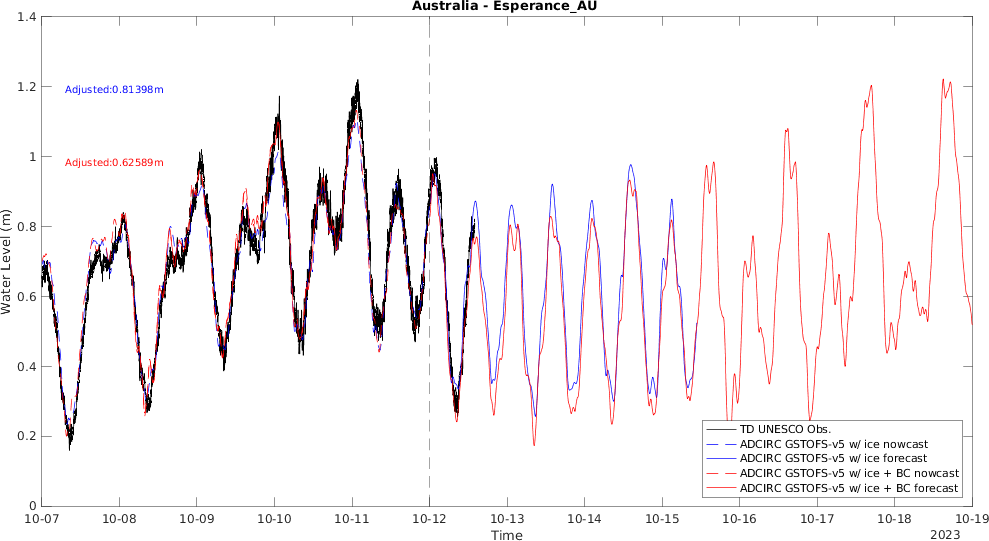 Australia - Esperance_AU
1.4
1.2
1
0.8
0.6
0.4
0.2
0
Water Level (m)
Adjusted:0.81398m
Adjusted:0.62589m
TD UNESCO Obs.
ADCIRC GSTOFS-v5 w/ ice nowcast
ADCIRC GSTOFS-v5 w/ ice forecast
ADCIRC GSTOFS-v5 w/ ice + BC nowcast
ADCIRC GSTOFS-v5 w/ ice + BC forecast
10-07 10-08 10-09 10-10 10-11 10-12 10-13 10-14 10-15 10-16 10-17 10-18 10-19
Time
2023